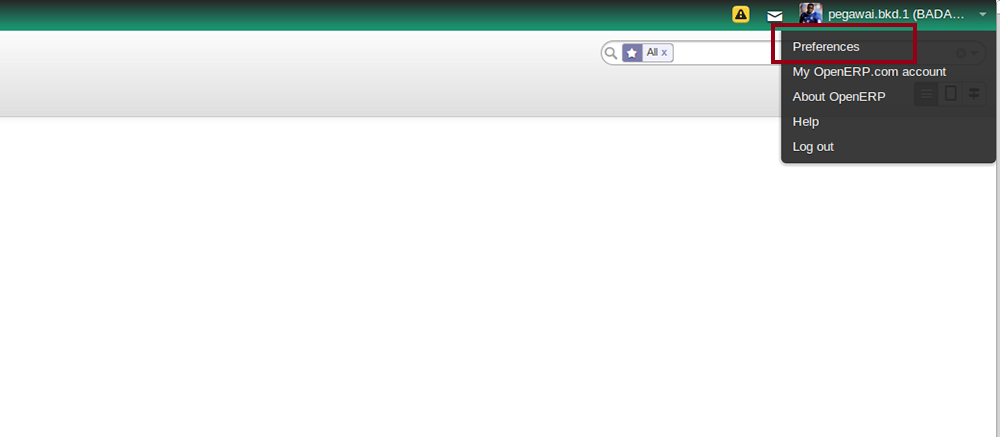 pegawai.bkd.1 (BADA...
All x
Preferences
My OpenERP.com account
About OpenERP
Help
Log out